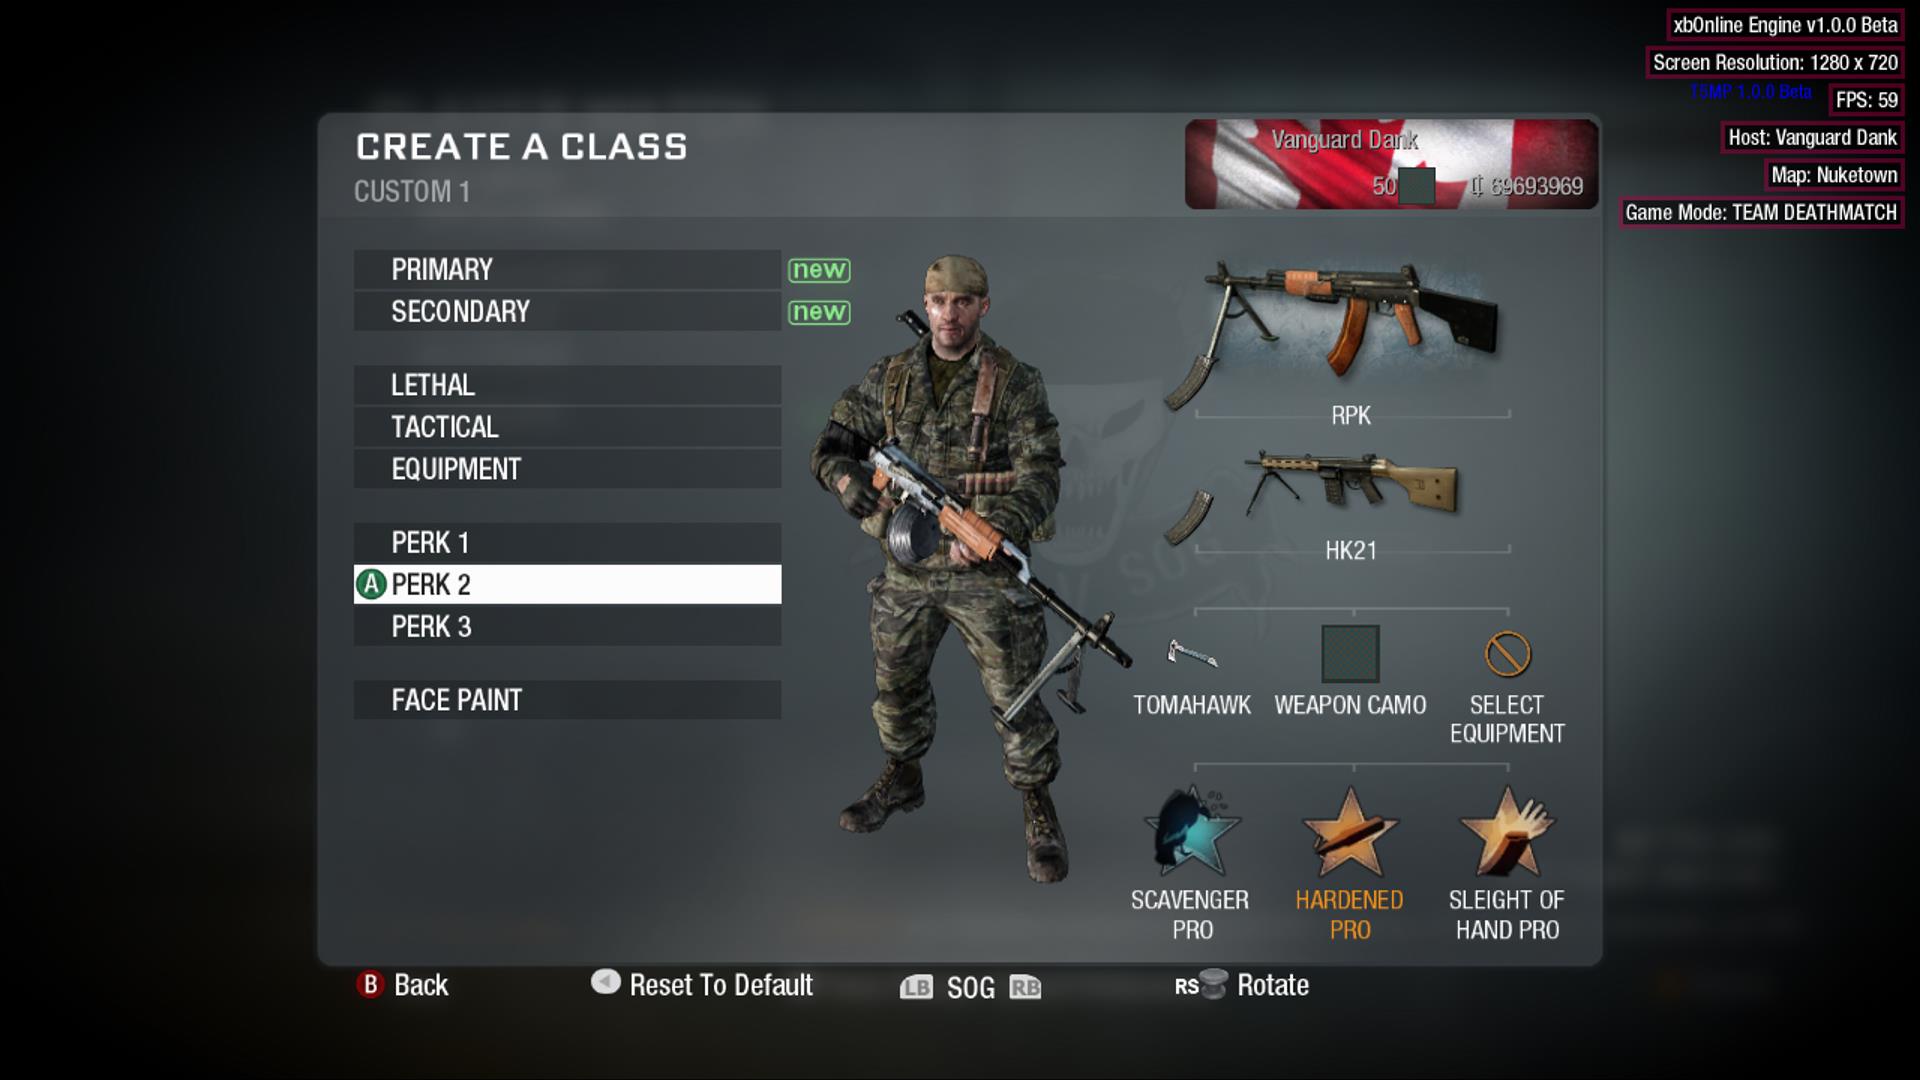 xbOnline Engine v1.0.0 Beta
Screen Resolution: 1280 x 720
T5MP 1.0.0 Beta
FPS: 59
Host: Vanguard Dank
Map: Nuketown
Game Mode: TEAM DEATHMATCH
CREATE A CLASS
CUSTOM 1
Vanguard Dank
50
69693969
PRIMARY new
SECONDARY new
LETHAL
TACTICAL
EQUIPMENT
PERK 1
A PERK 2
PERK 3
FACE PAINT
RPK
HK21
TOMAHAWK
WEAPON CAMO
SELECT
EQUIPMENT
SCAVENGER
PRO
HARDENED
PRO
SLEIGHT OF
HAND PRO
SOG
B Back
Reset To Default
LB SOG RB
RS Rotate